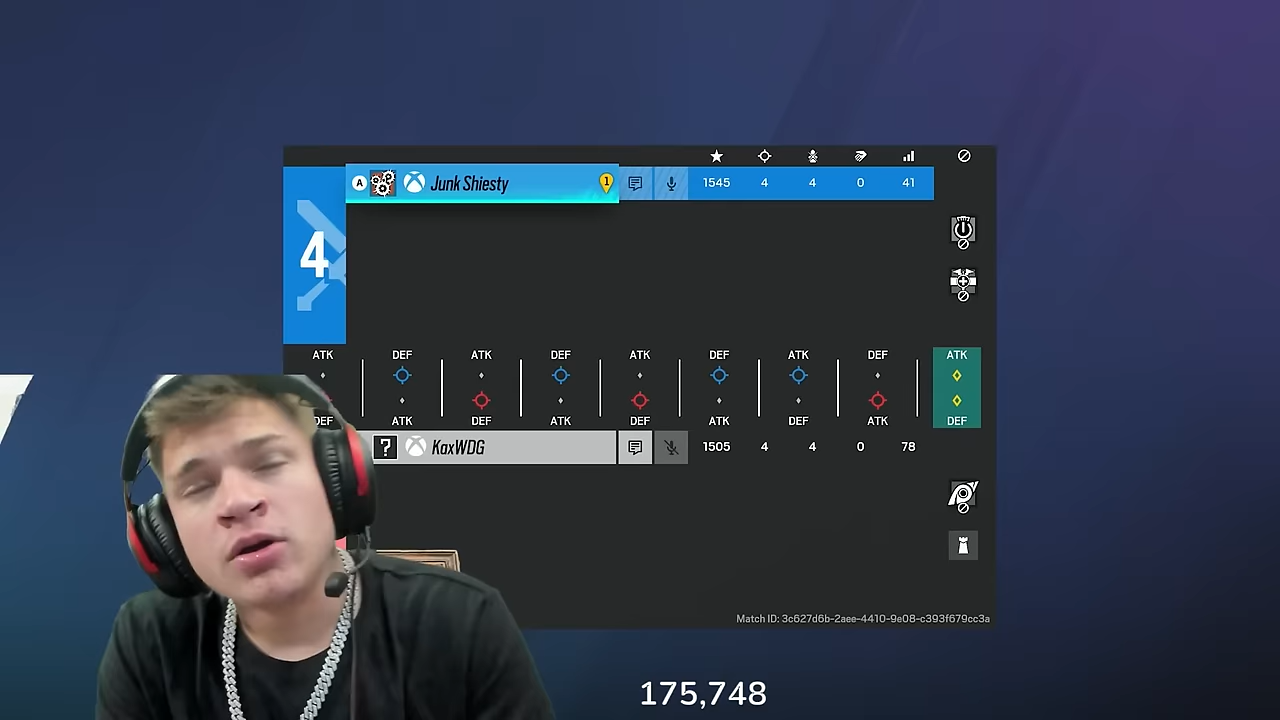 A Junk Shiesty 1 1545 4 4 0 41
4
ATK DEF ATK DEF ATK DEF ATK DEF ATK
DEF ATK DEF ATK DEF ATK DEF ATK DEF
? KaxWDG 1505 4 4 0 78
Match ID: 3c627d6b-2aee-4410-9e08-c393f679cc3a
175,748